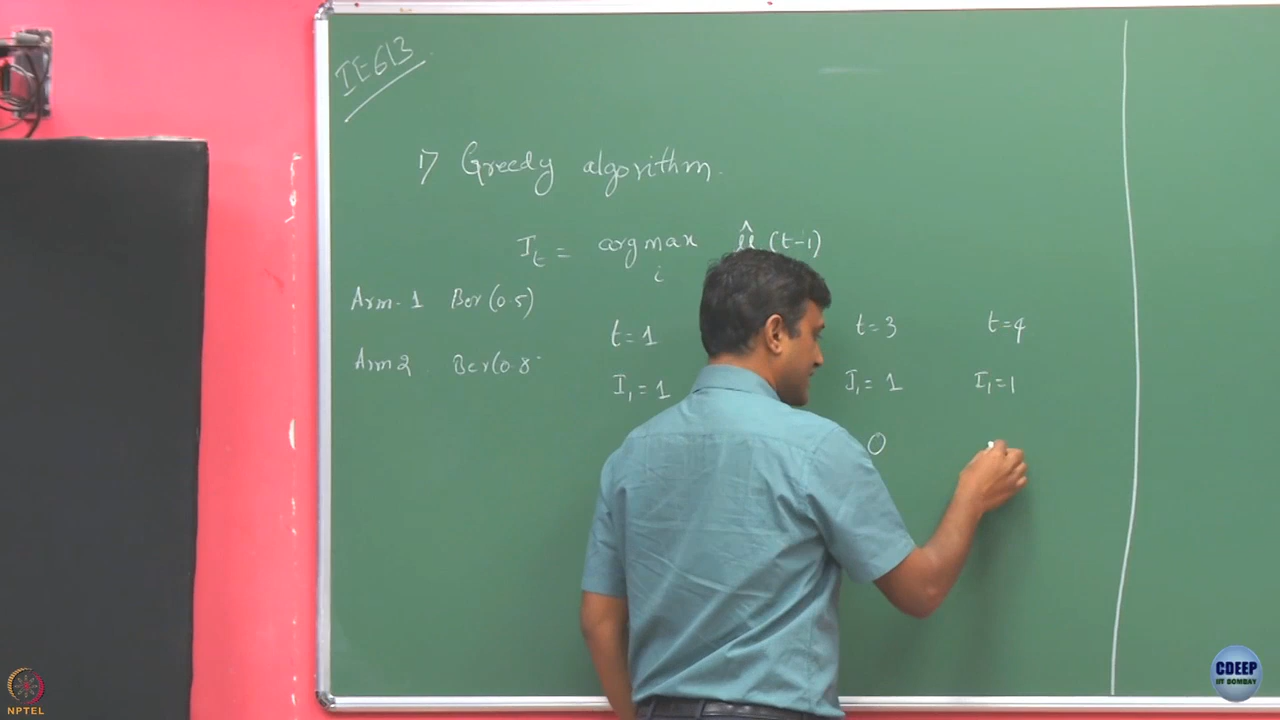 IE613
1) Greedy algorithm.
I_t = argmax μ̂ (t-1)
i
Arm-1 Ber(0.5)
t=1 t=3 t=4
Arm2 Ber(0.8
I_1=1 I_1=1 I_1=1
0
NPTEL
CDEEP
IIT BOMBAY